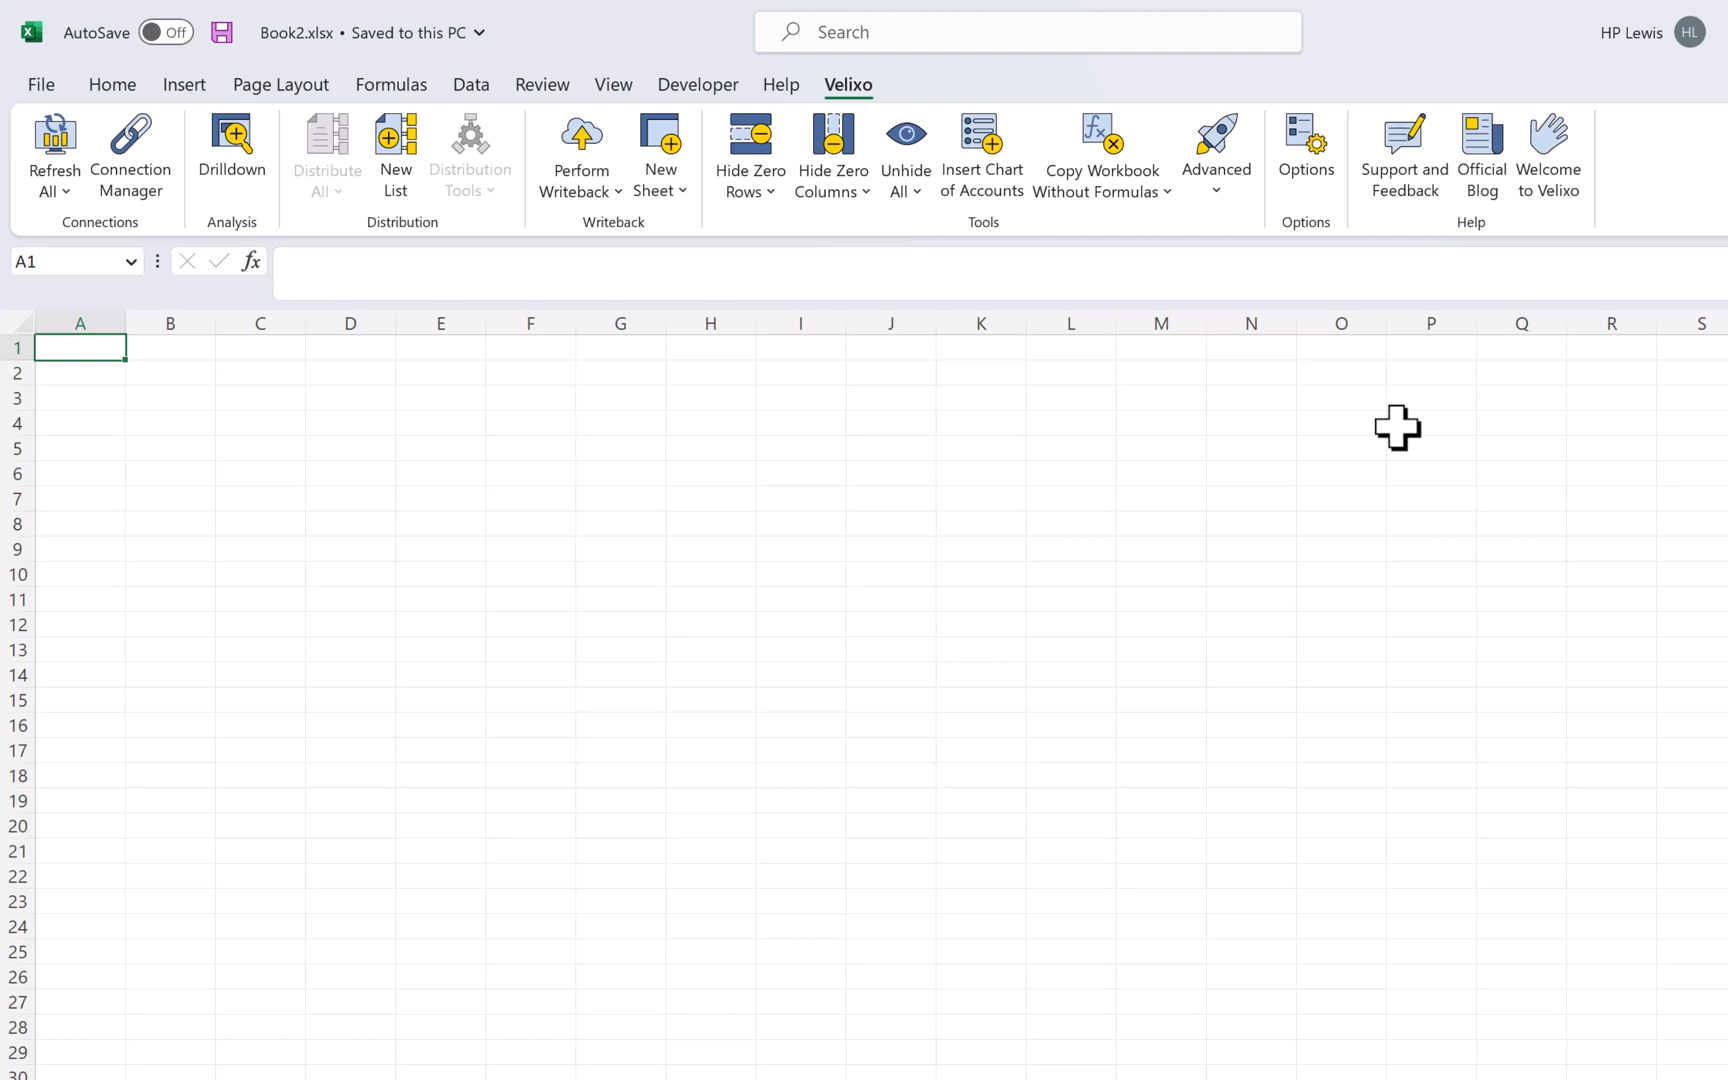 AutoSave Off Book2.xlsx • Saved to this PC Search HP Lewis HL
File Home Insert Page Layout Formulas Data Review View Developer Help Velixo
Refresh All
Connection Manager
Drilldown
Distribute All
New List
Distribution Tools
Perform Writeback
New Sheet
Hide Zero Rows
Hide Zero Columns
Unhide All
Insert Chart of Accounts
Copy Workbook Without Formulas
Advanced
Options
Support and Feedback
Official Blog
Welcome to Velixo
Connections Analysis Distribution Writeback Tools Options Help
A1 fx
A B C D E F G H I J K L M N O P Q R S
1
2
3
4
5
6
7
8
9
10
11
12
13
14
15
16
17
18
19
20
21
22
23
24
25
26
27
28
29
30